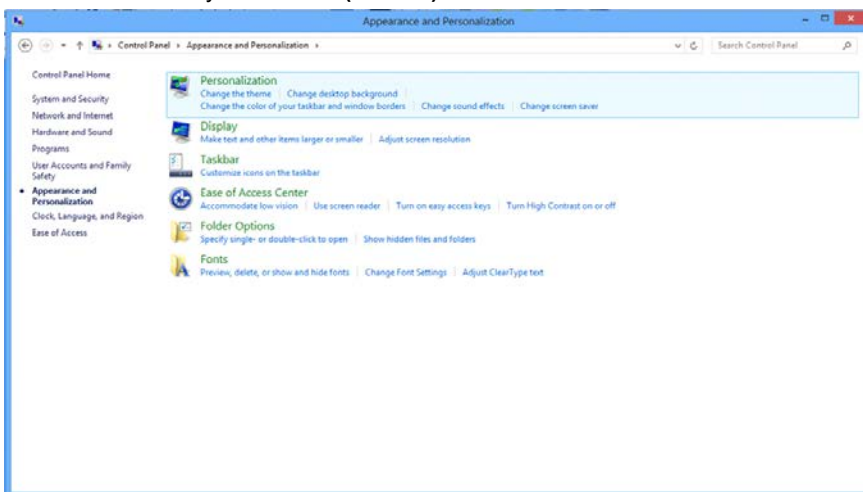 Appearance and Personalization
Control Panel › Appearance and Personalization ›
Search Control Panel
Control Panel Home
System and Security
Network and Internet
Hardware and Sound
Programs
User Accounts and Family
Safety
Appearance and
Personalization
Clock, Language, and Region
Ease of Access
Personalization
Change the theme | Change desktop background |
Change the color of your taskbar and window borders | Change sound effects | Change screen saver
Display
Make text and other items larger or smaller | Adjust screen resolution
Taskbar
Customize icons on the taskbar
Ease of Access Center
Accommodate low vision | Use screen reader | Turn on easy access keys | Turn High Contrast on or off
Folder Options
Specify single- or double-click to open | Show hidden files and folders
Fonts
Preview, delete, or show and hide fonts | Change Font Settings | Adjust ClearType text